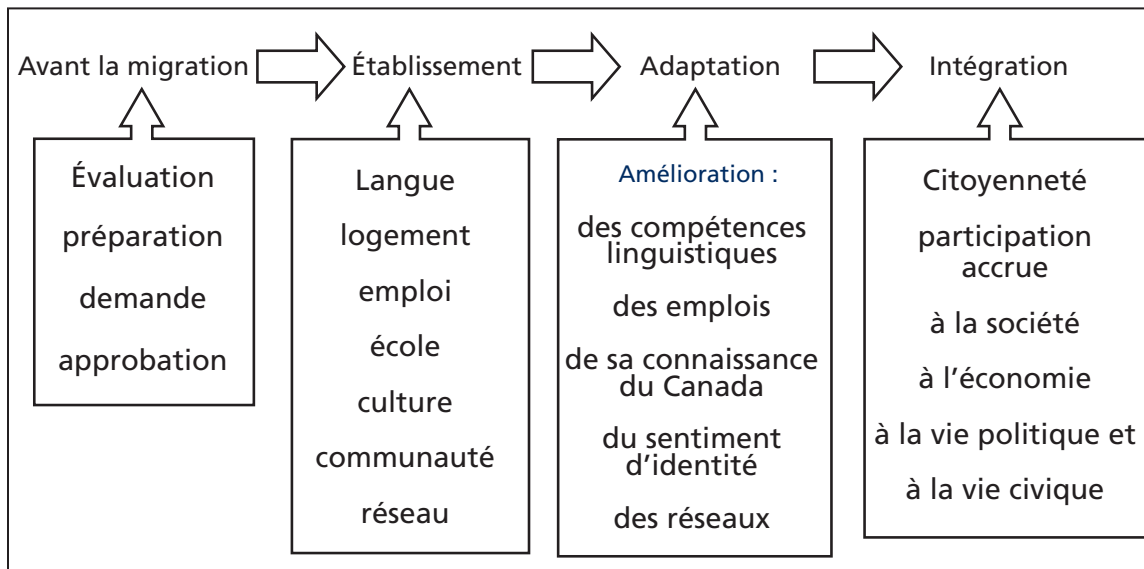 Avant la migration
Établissement
Adaptation
Intégration
Évaluation
préparation
demande
approbation
Langue
logement
emploi
école
culture
communauté
réseau
Amélioration :
des compétences
linguistiques
des emplois
de sa connaissance
du Canada
du sentiment
d'identité
des réseaux
Citoyenneté
participation
accrue
à la société
à l'économie
à la vie politique et
à la vie civique